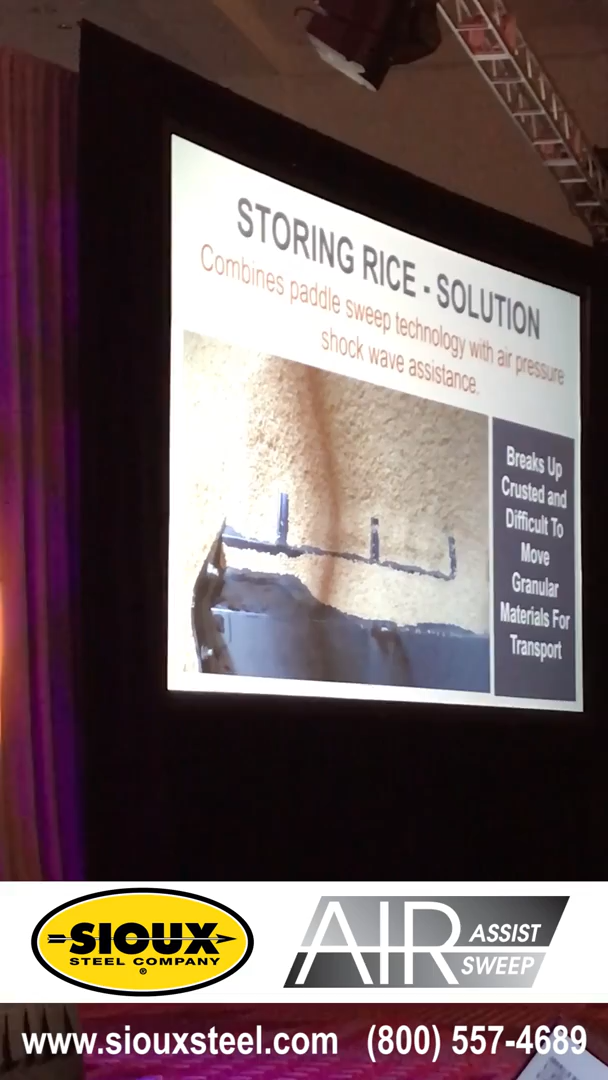 STORING RICE - SOLUTION
Combines paddle sweep technology with air pressure
shock wave assistance.
Breaks Up
Crusted and
Difficult To
Move
Granular
Materials For
Transport
SIOUX
STEEL COMPANY
®
AIR ASSIST
SWEEP
www.siouxsteel.com (800) 557-4689